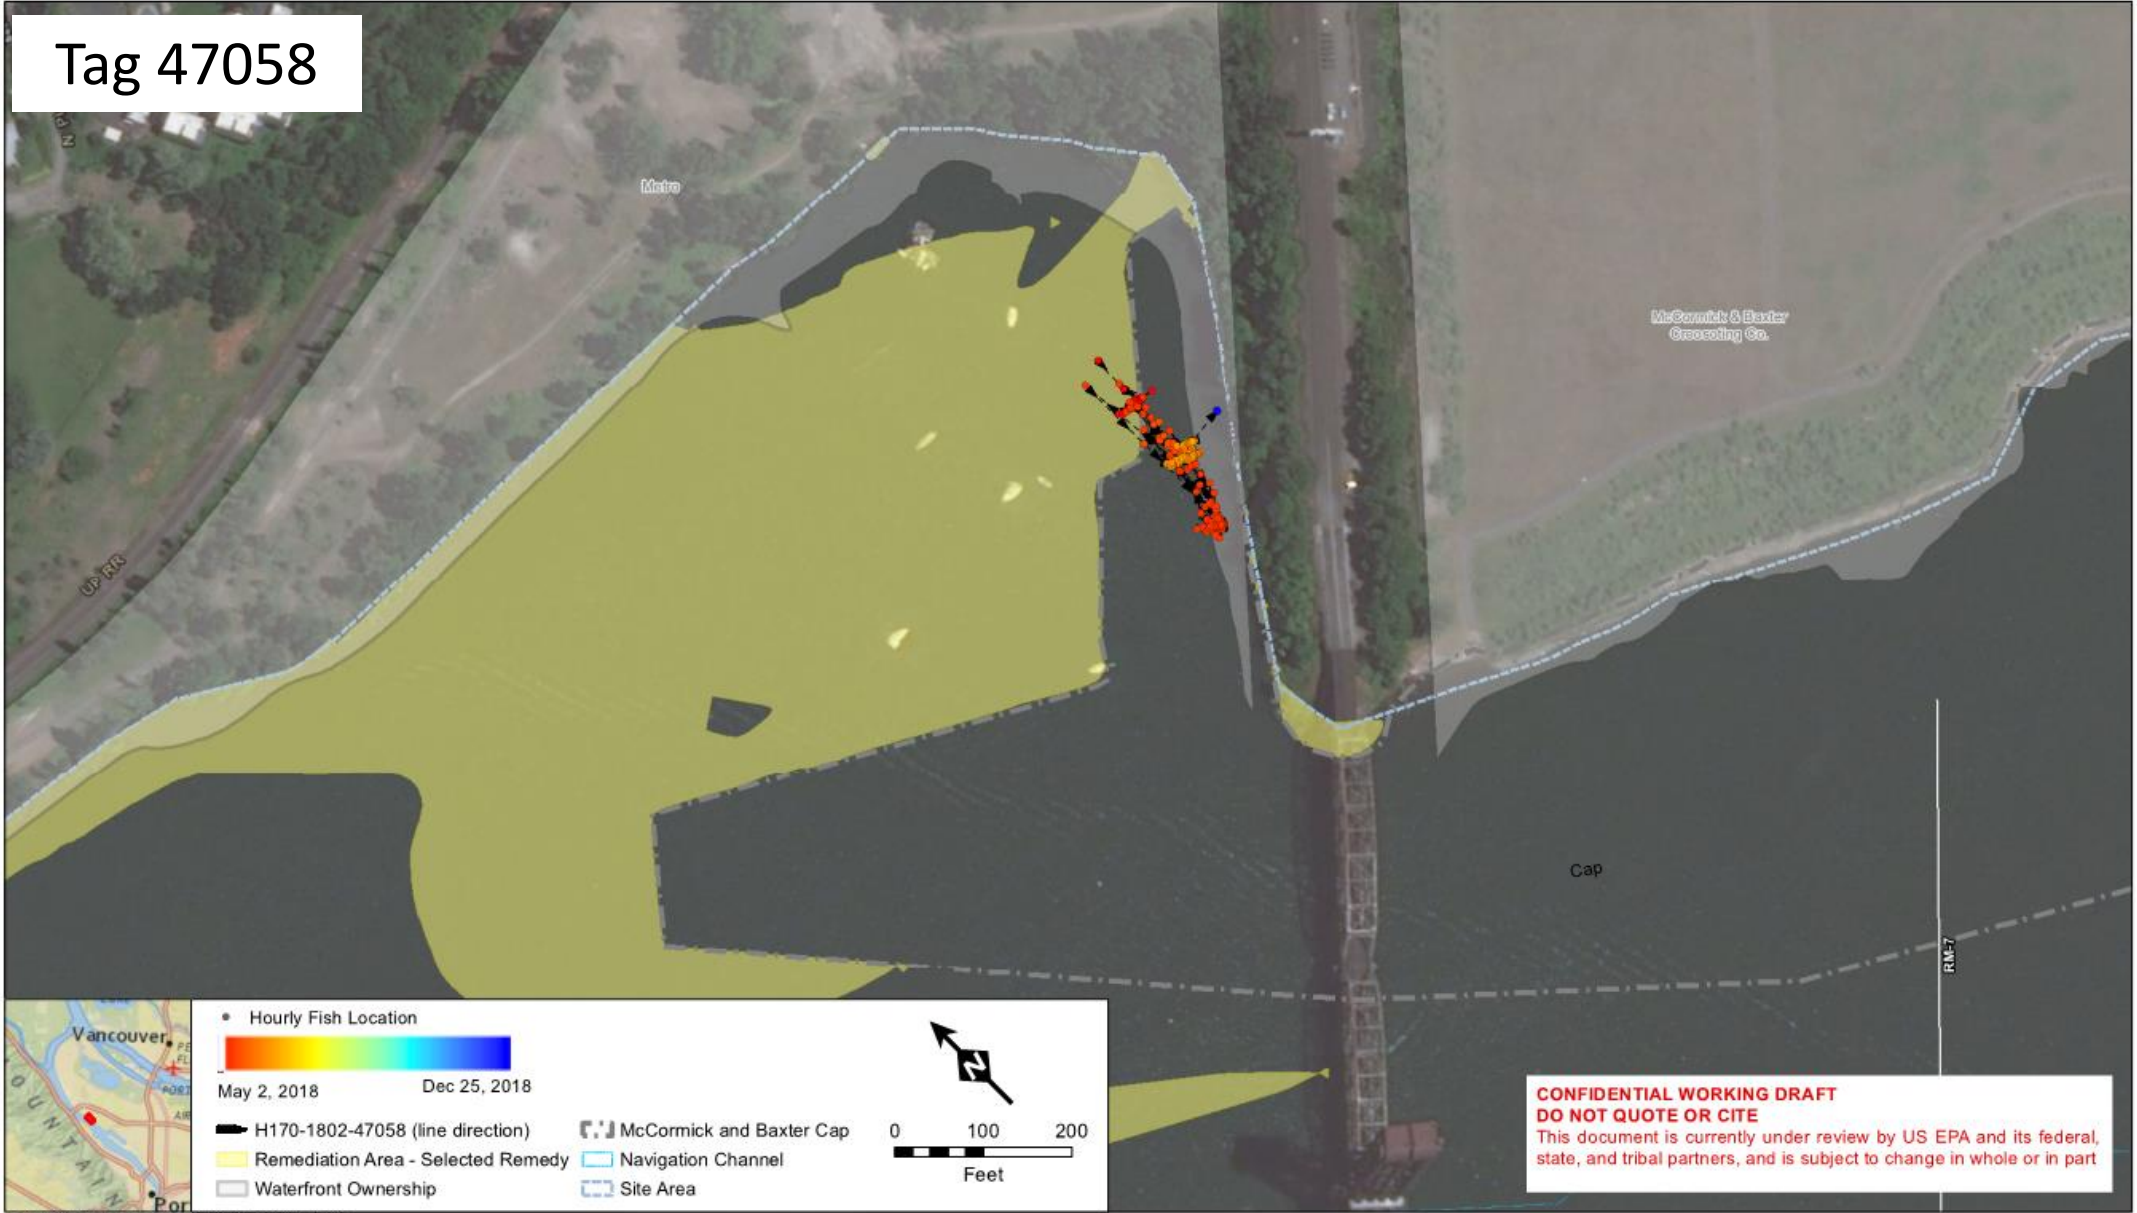 Tag 47058
N P
Metro
McCormick & Baxter
Creosoting Co.
UP RR
Cap
RM-7
Vancouver
PORT
Por
OUNTAIN
Hourly Fish Location
May 2, 2018
Dec 25, 2018
H170-1802-47058 (line direction)
Remediation Area - Selected Remedy
Waterfront Ownership
McCormick and Baxter Cap
Navigation Channel
Site Area
N
0 100 200
Feet
CONFIDENTIAL WORKING DRAFT
DO NOT QUOTE OR CITE
This document is currently under review by US EPA and its federal,
state, and tribal partners, and is subject to change in whole or in part